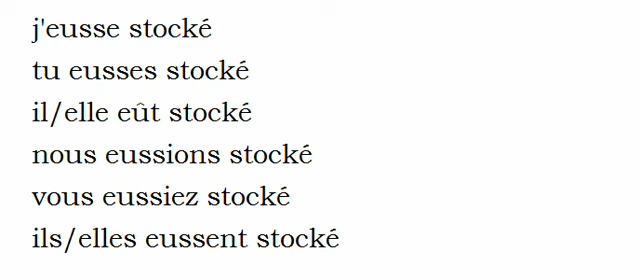 j'eusse stocké
tu eusses stocké
il/elle eût stocké
nous eussions stocké
vous eussiez stocké
ils/elles eussent stocké